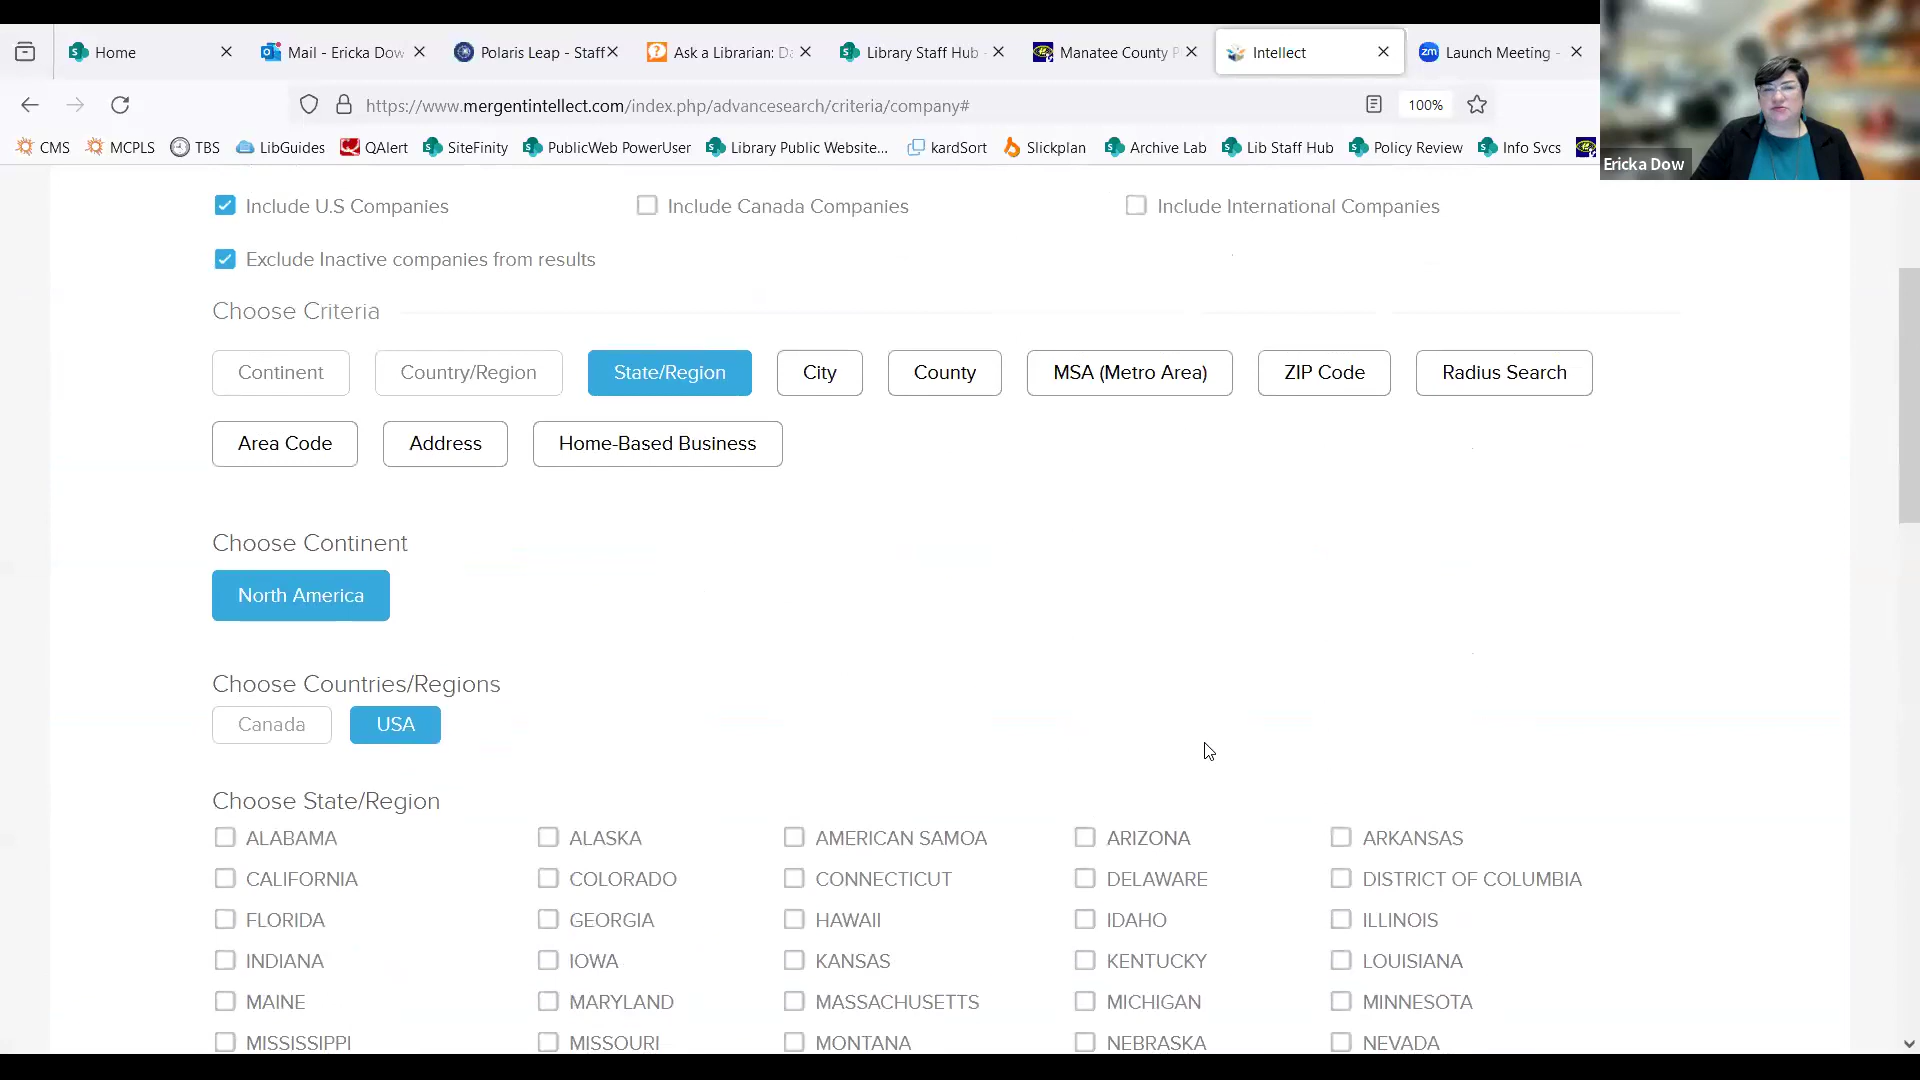 Home
Mail - Ericka Dow
Polaris Leap - Staff
Ask a Librarian: Da
Library Staff Hub -
Manatee County P
Intellect
Launch Meeting -
https://www.mergentintellect.com/index.php/advancesearch/criteria/company#
100%
CMS
MCPLS
TBS
LibGuides
QAlert
SiteFinity
PublicWeb PowerUser
Library Public Website...
kardSort
Slickplan
Archive Lab
Lib Staff Hub
Policy Review
Info Svcs
Ericka Dow
Include U.S Companies
Include Canada Companies
Include International Companies
Exclude Inactive companies from results
Choose Criteria
Continent
Country/Region
State/Region
City
County
MSA (Metro Area)
ZIP Code
Radius Search
Area Code
Address
Home-Based Business
Choose Continent
North America
Choose Countries/Regions
Canada
USA
Choose State/Region
ALABAMA
ALASKA
AMERICAN SAMOA
ARIZONA
ARKANSAS
CALIFORNIA
COLORADO
CONNECTICUT
DELAWARE
DISTRICT OF COLUMBIA
FLORIDA
GEORGIA
HAWAII
IDAHO
ILLINOIS
INDIANA
IOWA
KANSAS
KENTUCKY
LOUISIANA
MAINE
MARYLAND
MASSACHUSETTS
MICHIGAN
MINNESOTA
MISSISSIPPI
MISSOURI
MONTANA
NEBRASKA
NEVADA